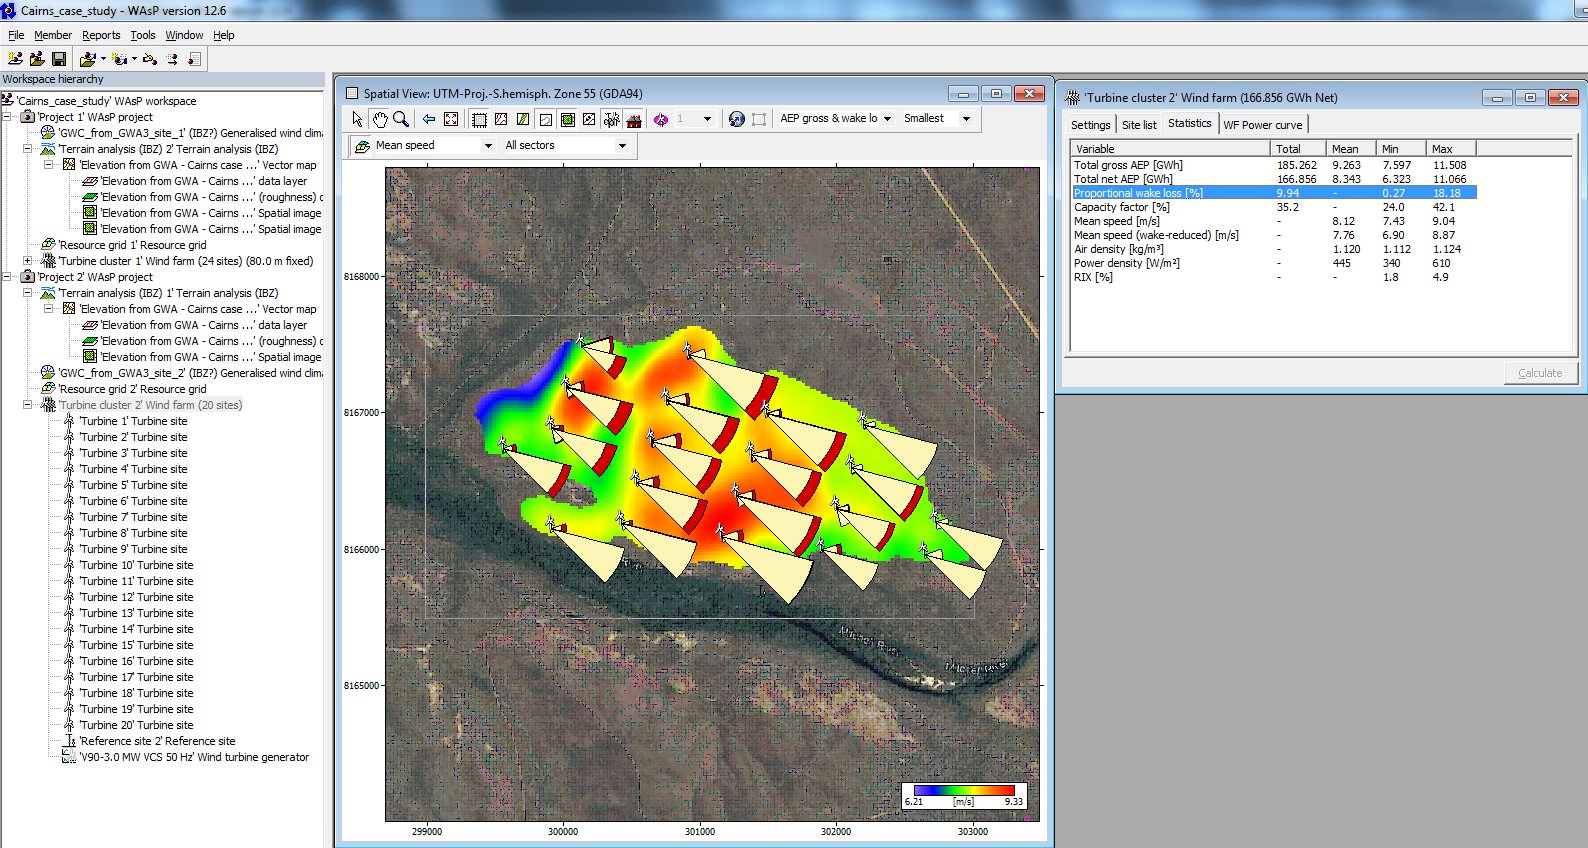 Cairns_case_study - WAsP version 12.6
File Member Reports Tools Window Help
Workspace hierarchy
'Cairns_case_study' WAsP workspace
'Project 1' WAsP project
'GWC_from_GWA3_site_1' (IBZ?) Generalised wind clim
'Terrain analysis (IBZ) 2' Terrain analysis (IBZ)
'Elevation from GWA - Cairns case ...' Vector map
'Elevation from GWA - Cairns ...' data layer
'Elevation from GWA - Cairns ...' (roughness) d
'Elevation from GWA - Cairns ...' Spatial image
'Elevation from GWA - Cairns ...' Spatial image
'Resource grid 1' Resource grid
'Turbine cluster 1' Wind farm (24 sites) (80.0 m fixed)
'Project 2' WAsP project
'Terrain analysis (IBZ) 1' Terrain analysis (IBZ)
'Elevation from GWA - Cairns case ...' Vector map
'Elevation from GWA - Cairns ...' data layer
'Elevation from GWA - Cairns ...' (roughness) d
'Elevation from GWA - Cairns ...' Spatial image
'GWC_from_GWA3_site_2' (IBZ?) Generalised wind clim
'Resource grid 2' Resource grid
'Turbine cluster 2' Wind farm (20 sites)
'Turbine 1' Turbine site
'Turbine 2' Turbine site
'Turbine 3' Turbine site
'Turbine 4' Turbine site
'Turbine 5' Turbine site
'Turbine 6' Turbine site
'Turbine 7' Turbine site
'Turbine 8' Turbine site
'Turbine 9' Turbine site
'Turbine 10' Turbine site
'Turbine 11' Turbine site
'Turbine 12' Turbine site
'Turbine 13' Turbine site
'Turbine 14' Turbine site
'Turbine 15' Turbine site
'Turbine 16' Turbine site
'Turbine 17' Turbine site
'Turbine 18' Turbine site
'Turbine 19' Turbine site
'Turbine 20' Turbine site
'Reference site 2' Reference site
'V90-3.0 MW VCS 50 Hz' Wind turbine generator
Spatial View: UTM-Proj.-S.hemisph. Zone 55 (GDA94)
1 AEP gross & wake lo Smallest
Mean speed All sectors
8168000
8167000
8166000
8165000
299000 300000 301000 302000 303000
Mitchell River
6.21 [m/s] 9.33
'Turbine cluster 2' Wind farm (166.856 GWh Net)
Settings Site list Statistics WF Power curve
Variable Total Mean Min Max
Total gross AEP [GWh] 185.262 9.263 7.597 11.508
Total net AEP [GWh] 166.856 8.343 6.323 11.066
Proportional wake loss [%] 9.94 - 0.27 18.18
Capacity factor [%] 35.2 - 24.0 42.1
Mean speed [m/s] - 8.12 7.43 9.04
Mean speed (wake-reduced) [m/s] - 7.76 6.90 8.87
Air density [kg/m³] - 1.120 1.112 1.124
Power density [W/m²] - 445 340 610
RIX [%] - - 1.8 4.9
Calculate